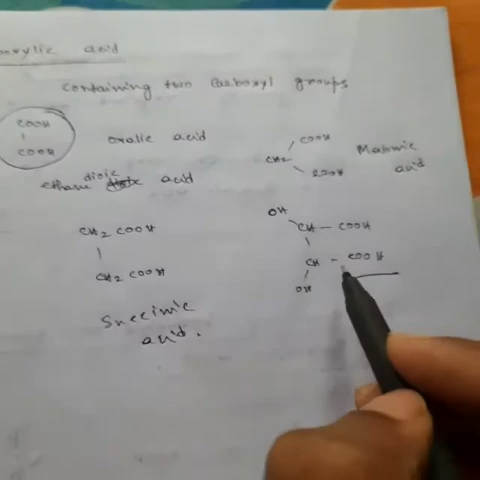 oxylic acid
containing two Carboxyl groups
COOH
|
COOH
oxalic acid
ethane dioic acid
COOH
CH2
COOH
Malonic
acid
CH2 COOH
|
CH2 COOH
Succinic
acid.
OH
CH - COOH
|
CH - COOH
OH